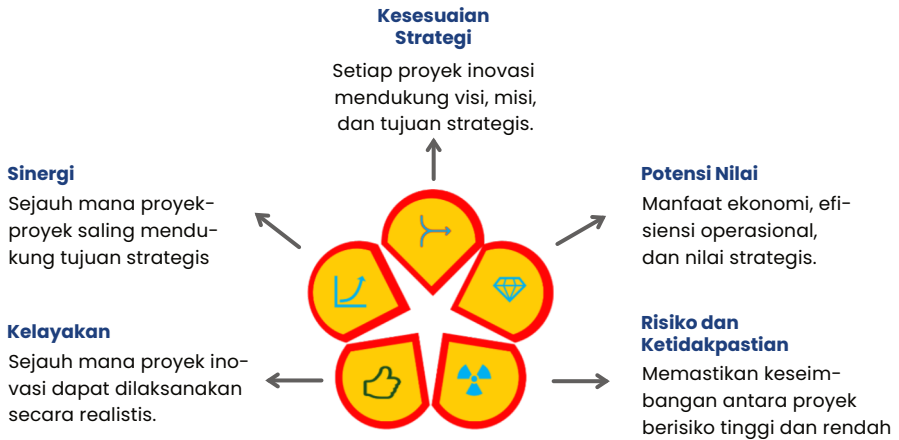 Kesesuaian
Strategi
Setiap proyek inovasi
mendukung visi, misi,
dan tujuan strategis.
Sinergi
Sejauh mana proyek-
proyek saling mendu-
kung tujuan strategis
Potensi Nilai
Manfaat ekonomi, efi-
siensi operasional,
dan nilai strategis.
Kelayakan
Sejauh mana proyek ino-
vasi dapat dilaksanakan
secara realistis.
Risiko dan
Ketidakpastian
Memastikan keseim-
bangan antara proyek
berisiko tinggi dan rendah